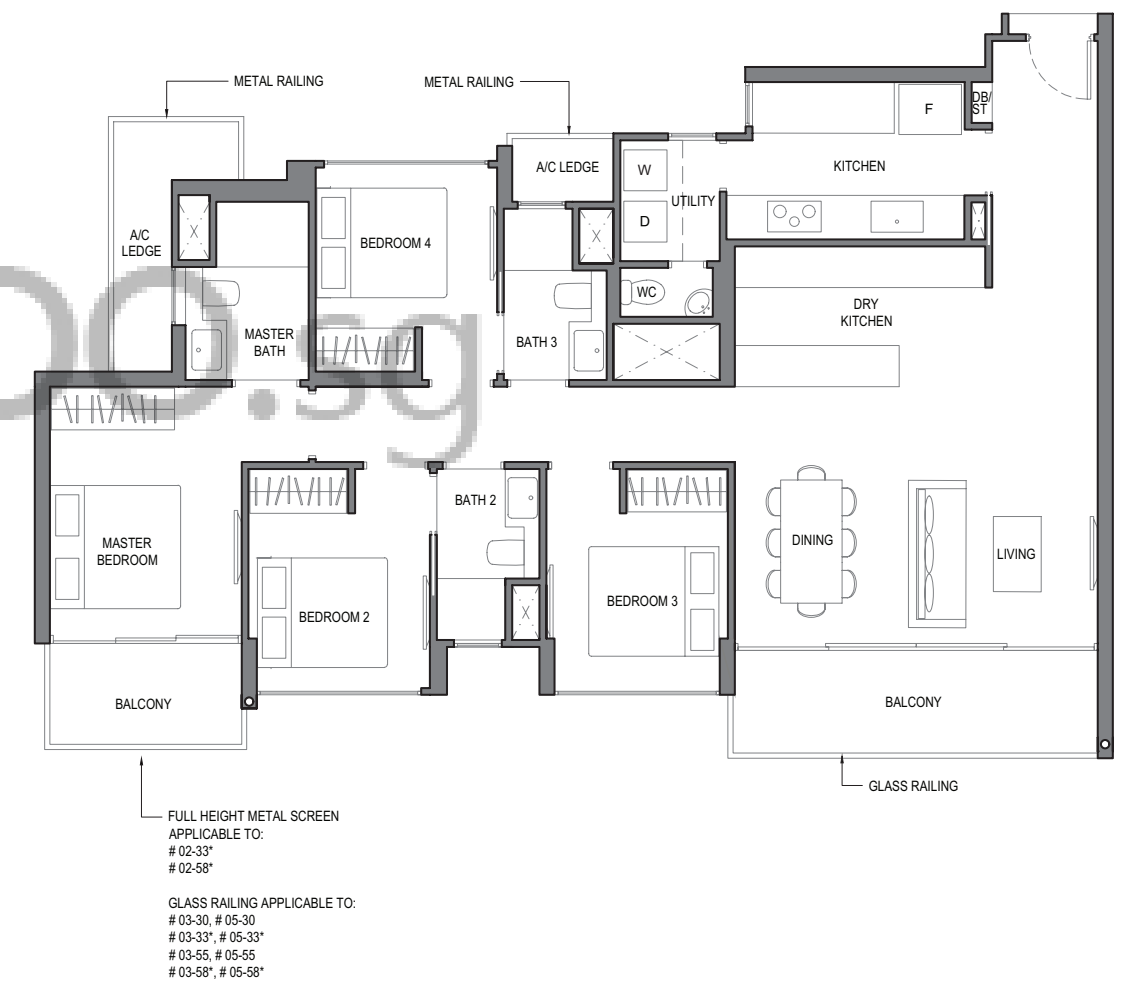 METAL RAILING
METAL RAILING
DB/
ST
F
A/C LEDGE
W
KITCHEN
UTILITY
D
A/C
LEDGE
BEDROOM 4
WC
DRY
KITCHEN
MASTER
BATH
BATH 3
oo.sg
BATH 2
MASTER
BEDROOM
DINING
LIVING
BEDROOM 2
BEDROOM 3
BALCONY
BALCONY
GLASS RAILING
FULL HEIGHT METAL SCREEN
APPLICABLE TO:
# 02-33*
# 02-58*
GLASS RAILING APPLICABLE TO:
# 03-30, # 05-30
# 03-33*, # 05-33*
# 03-55, # 05-55
# 03-58*, # 05-58*